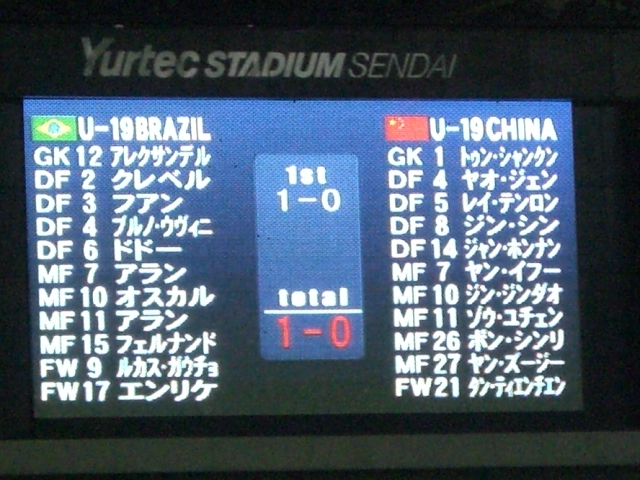 Yurtec STADIUM SENDAI
U-19BRAZIL
GK 12 アレクサンデル
DF 2 クレベル
DF 3 フアン
DF 4 ブルノ・ウヴィニ
DF 6 ドドー
MF 7 アラン
MF 10 オスカル
MF 11 アラン
MF 15 フェルナンド
FW 9 ルカス・ガウチョ
FW 17 エンリケ
1st
1-0
total
1-0
U-19CHINA
GK 1 トゥン・シャンクン
DF 4 ヤオ・ジェン
DF 5 レイ・テンロン
DF 8 ジン・シン
DF 14 ジャン・ホンナン
MF 7 ヤン・イフー
MF 10 ジン・ジンダオ
MF 11 ゾウ・ユチェン
MF 26 ポン・シンリ
MF 27 ヤン・ズージー
FW 21 タン・ティエンチエン